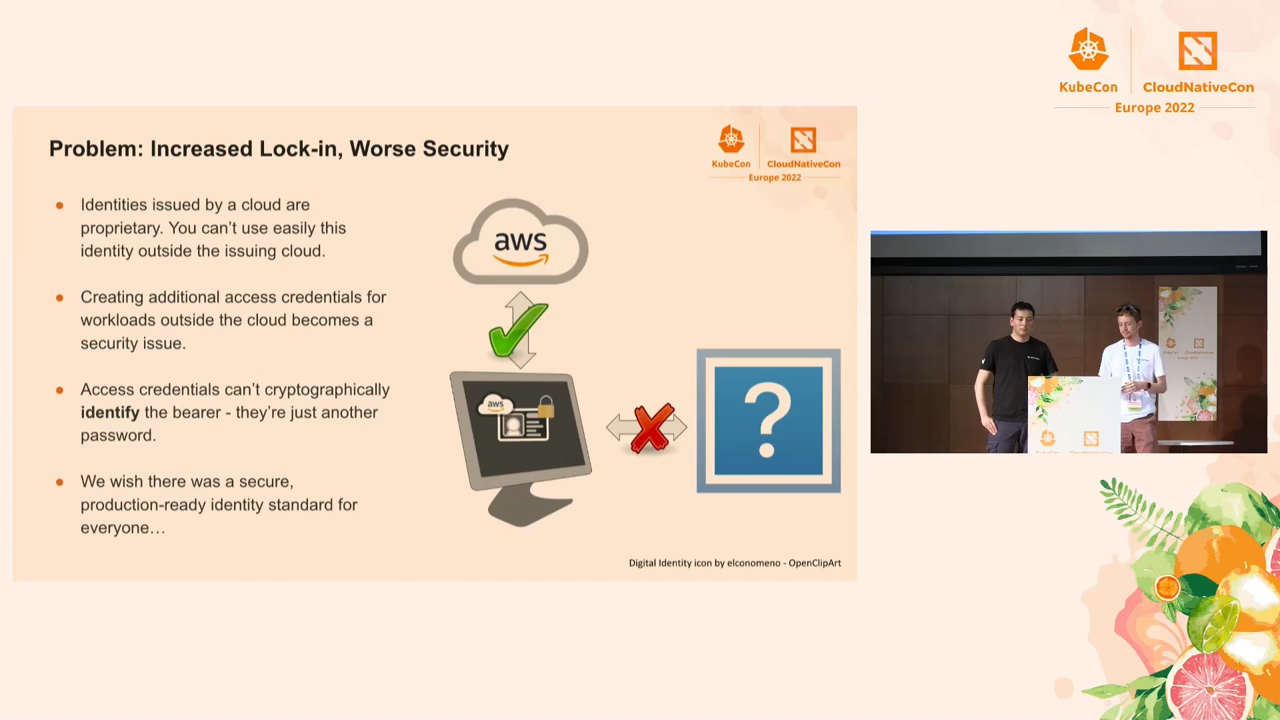 KubeCon
CloudNativeCon
Europe 2022
Problem: Increased Lock-in, Worse Security
KubeCon
CloudNativeCon
Europe 2022
Identities issued by a cloud are
proprietary. You can’t use easily this
identity outside the issuing cloud.
Creating additional access credentials for
workloads outside the cloud becomes a
security issue.
Access credentials can’t cryptographically
identify the bearer - they’re just another
password.
We wish there was a secure,
production-ready identity standard for
everyone…
aws
aws
?
Digital Identity icon by elconomeno - OpenClipArt